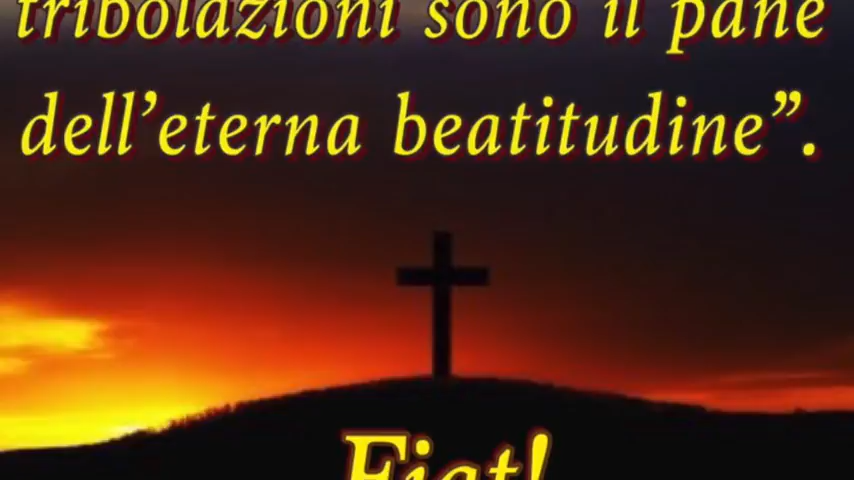 tribolazioni sono il pane
dell’eterna beatitudine”.
Fiat!